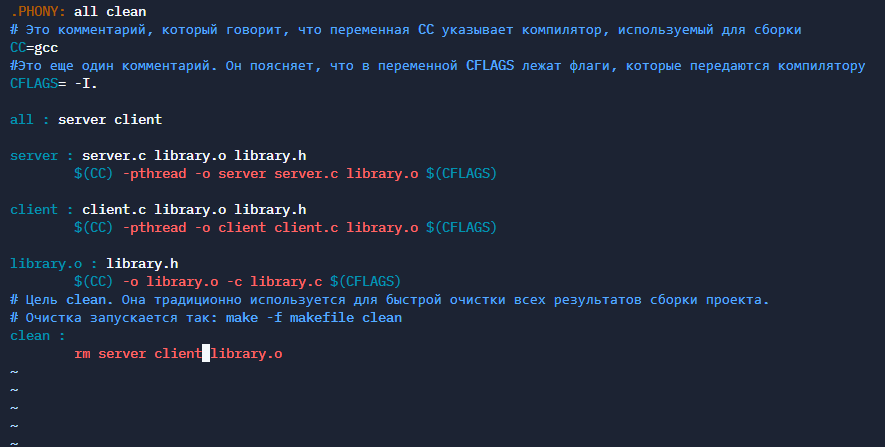 .PHONY: all clean
# Это комментарий, который говорит, что переменная CC указывает компилятор, используемый для сборки
CC=gcc
#Это еще один комментарий. Он поясняет, что в переменной CFLAGS лежат флаги, которые передаются компилятору
CFLAGS= -I.
all : server client
server : server.c library.o library.h
$(CC) -pthread -o server server.c library.o $(CFLAGS)
client : client.c library.o library.h
$(CC) -pthread -o client client.c library.o $(CFLAGS)
library.o : library.h
$(CC) -o library.o -c library.c $(CFLAGS)
# Цель clean. Она традиционно используется для быстрой очистки всех результатов сборки проекта.
# Очистка запускается так: make -f makefile clean
clean :
rm server client library.o
~
~
~
~
~